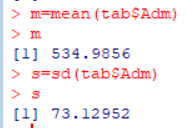 > m=mean(tab$Adm)
> m
[1] 534.9856
> s=sd(tab$Adm)
> s
[1] 73.12952